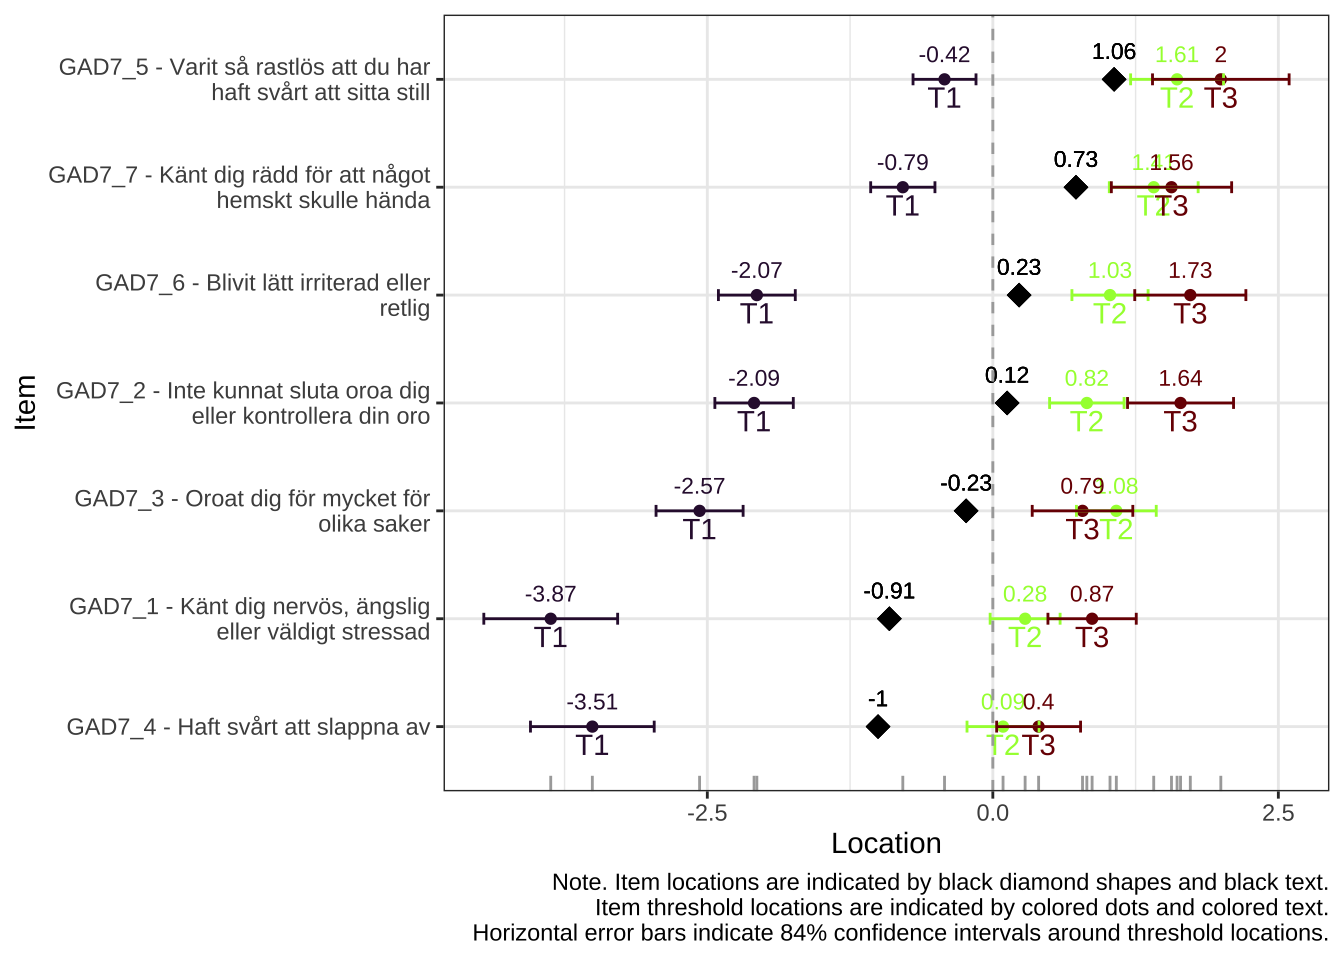 GAD7_5 - Varit så rastlös att du har
haft svårt att sitta still
-0.42 1.06 1.61 2
T1 T2 T3
GAD7_7 - Känt dig rädd för att något
hemskt skulle hända
-0.79 0.73 1.56
T1 T2 T3
GAD7_6 - Blivit lätt irriterad eller
retlig
-2.07 0.23 1.03 1.73
T1 T2 T3
GAD7_2 - Inte kunnat sluta oroa dig
eller kontrollera din oro
-2.09 0.12 0.82 1.64
T1 T2 T3
GAD7_3 - Oroat dig för mycket för
olika saker
-2.57 -0.23 0.79 1.08
T1 T3 T2
GAD7_1 - Känt dig nervös, ängslig
eller väldigt stressad
-3.87 -0.91 0.28 0.87
T1 T2 T3
GAD7_4 - Haft svårt att slappna av
-3.51 -1 0.09 0.4
T1 T2 T3
Item
-2.5 0.0 2.5
Location
Note. Item locations are indicated by black diamond shapes and black text.
Item threshold locations are indicated by colored dots and colored text.
Horizontal error bars indicate 84% confidence intervals around threshold locations.